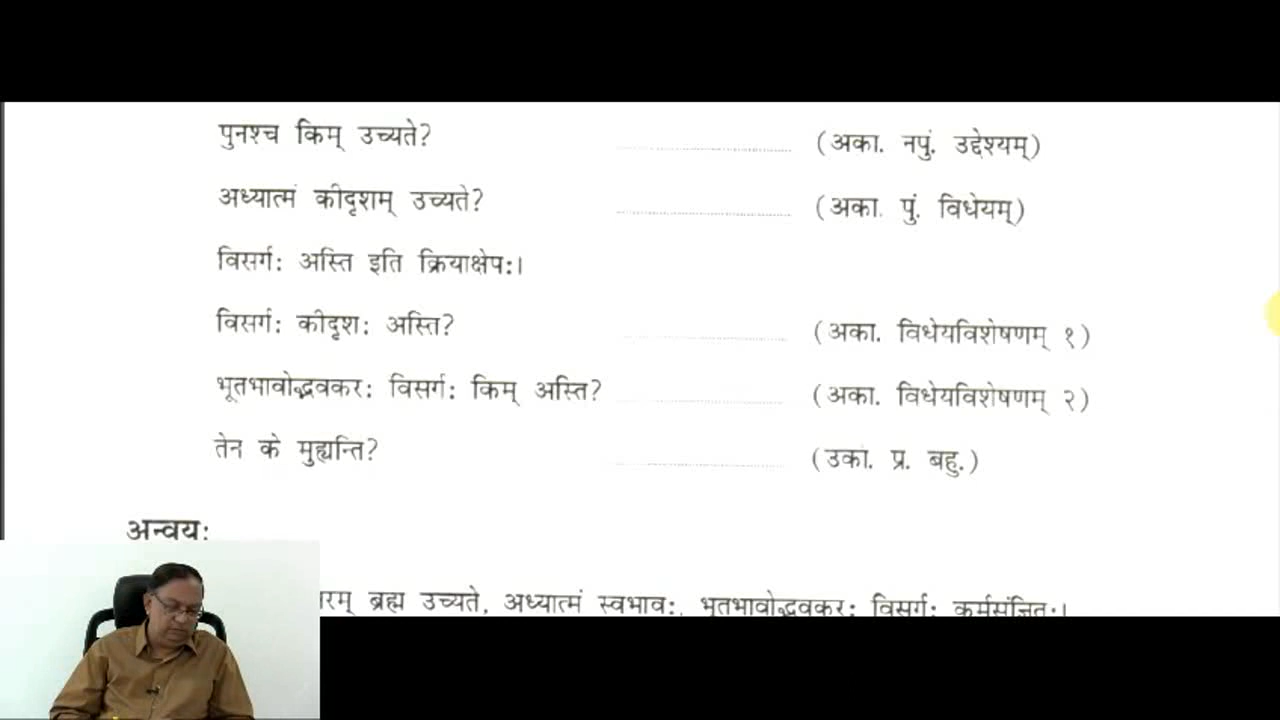 पुनश्च किम् उच्यते? ............................ (अका. नपुं. उद्देश्यम्)
अध्यात्मं कीदृशम् उच्यते? ............................ (अका. पुं. विधेयम्)
विसर्गः अस्ति इति क्रियाक्षेपः।
विसर्गः कीदृशः अस्ति? ............................ (अका. विधेयविशेषणम् १)
भूतभावोद्भवकरः विसर्गः किम् अस्ति? ............................ (अका. विधेयविशेषणम् २)
तेन के मुह्यन्ति? ............................ (उका. प्र. बहु.)
अन्वयः
ब्रह्म उच्यते, अध्यात्मं स्वभावः, भूतभावोद्भवकरः विसर्गः कर्मसंज्ञितः।